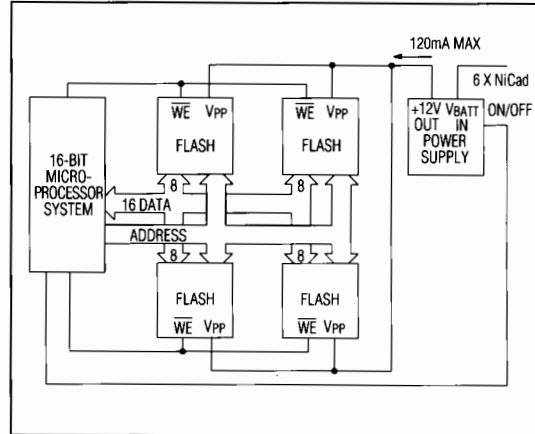 120mA MAX
6 X NiCad
WE VPP
WE VPP
+12V VBATT ON/OFF
OUT IN
POWER
SUPPLY
FLASH
FLASH
16-BIT
MICRO-
PROCESSOR
SYSTEM
8
8
16 DATA
ADDRESS
8
8
FLASH
FLASH
WE VPP
WE VPP